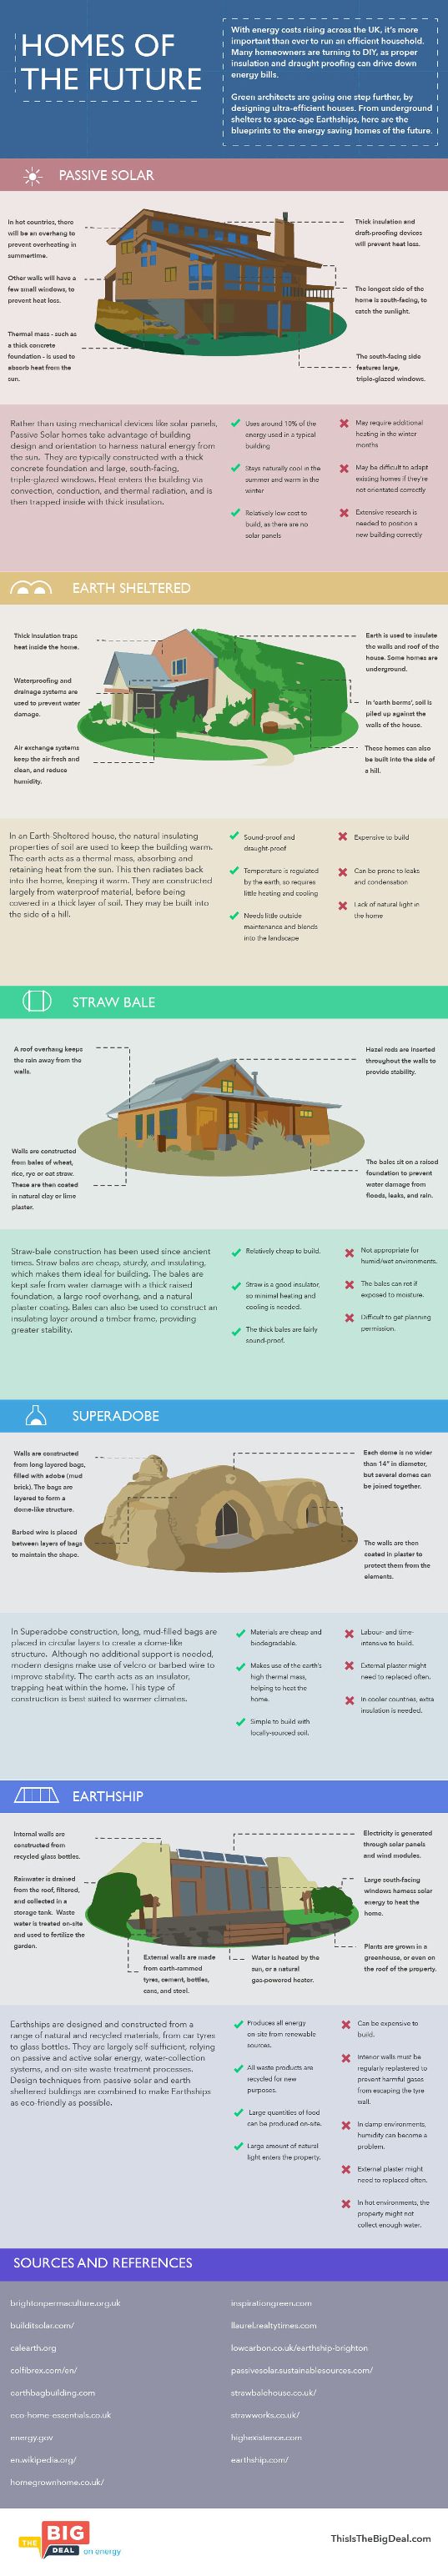 HOMES OF
THE FUTURE
With energy costs rising across the UK, it's more
important than ever to run an efficient household.
Many homeowners are turning to DIY, as proper
insulation and draught proofing can drive down
energy bills.
Green architects are going one step further, by
designing ultra-efficient houses. From underground
shelters to space-age Earthships, here are the
blueprints to the energy saving homes of the future.
PASSIVE SOLAR
In hot countries, there
will be an overhang to
prevent overheating in
summertime.
Other walls will have a
few small windows, to
prevent heat loss.
Thermal mass - such as
a thick concrete
foundation - is used to
absorb heat from the
sun.
Thick insulation and
draft-proofing devices
will prevent heat loss.
The longest side of the
home is south-facing, to
catch the sunlight.
The south-facing side
features large,
triple-glazed windows.
Rather than using mechanical devices like solar panels,
Passive Solar homes take advantage of building
design and orientation to harness natural energy from
the sun. They are typically constructed with a thick
concrete foundation and large, south-facing,
triple-glazed windows. Heat enters the building via
convection, conduction, and thermal radiation, and is
then trapped inside with thick insulation.
Uses around 10% of the
energy used in a typical
building
Stays naturally cool in the
summer and warm in the
winter
Relatively low cost to
build, as there are no
solar panels
May require additional
heating in the winter
months
May be difficult to adapt
existing homes if they're
not orientated correctly
Extensive research is
needed to position a
new building correctly
EARTH SHELTERED
Thick insulation traps
heat inside the home.
Waterproofing and
drainage systems are
used to prevent water
damage.
Air exchange systems
keep the air fresh and
clean, and reduce
humidity.
Earth is used to insulate
the walls and roof of the
house. Some homes are
underground.
In 'earth berms', soil is
piled up against the
walls of the house.
These homes can also
be built into the side of
a hill.
In an Earth Sheltered house, the natural insulating
properties of soil are used to keep the building warm.
The earth acts as a thermal mass, absorbing and
retaining heat from the sun. This then radiates back
into the home, keeping it warm. They are constructed
largely from waterproof material, before being
covered in a thick layer of soil. They may be built into
the side of a hill.
Sound-proof and
draught-proof
Temperature is regulated
by the earth, so requires
little heating and cooling
Needs little outside
maintenance and blends
into the landscape
Expensive to build
Can be prone to leaks
and condensation
Lack of natural light in
the home
STRAW BALE
A roof overhang keeps
the rain away from the
walls.
Walls are constructed
from bales of wheat,
rice, rye or oat straw.
These are then coated
in natural clay or lime
plaster.
Hazel rods are inserted
throughout the walls to
provide stability.
The bales sit on a raised
foundation to prevent
water damage from
floods, leaks, and rain.
Straw-bale construction has been used since ancient
times. Straw bales are cheap, sturdy, and insulating,
which makes them ideal for building. The bales are
kept safe from water damage with a thick raised
foundation, a large roof overhang, and a natural
plaster coating. Bales can also be used to construct an
insulating layer around a timber frame, providing
greater stability.
Relatively cheap to build.
Straw is a good insulator,
so minimal heating and
cooling is needed.
The thick bales are fairly
sound-proof.
Not appropriate for
humid/wet environments.
The bales can rot if
exposed to moisture.
Difficult to get planning
permission.
SUPERADOBE
Walls are constructed
from long layered bags,
filled with adobe (mud
brick). The bags are
layered to form a
dome-like structure.
Barbed wire is placed
between layers of bags
to maintain the shape.
Each dome is no wider
than 14" in diameter,
but several domes can
be joined together.
The walls are then
coated in plaster to
protect them from the
elements.
In Superadobe construction, long, mud-filled bags are
placed in circular layers to create a dome-like
structure. Although no additional support is needed,
modern designs make use of velcro or barbed wire to
improve stability. The earth acts as an insulator,
trapping heat within the home. This type of
construction is best suited to warmer climates.
Materials are cheap and
biodegradable.
Makes use of the earth's
high thermal mass,
helping to heat the
home.
Simple to build with
locally-sourced soil.
Labour- and time-
intensive to build.
External plaster might
need to replaced often.
In cooler countries, extra
insulation is needed.
EARTHSHIP
Internal walls are
constructed from
recycled glass bottles.
Rainwater is drained
from the roof, filtered,
and collected in a
storage tank. Waste
water is treated on-site
and used to fertilize the
garden.
External walls are made
from earth-rammed
tyres, cement, bottles,
cans, and steel.
Water is heated by the
sun, or a natural
gas-powered heater.
Electricity is generated
through solar panels
and wind modules.
Large south-facing
windows harness solar
energy to heat the
home.
Plants are grown in a
greenhouse, or even on
the roof of the property.
Earthships are designed and constructed from a
range of natural and recycled materials, from car tyres
to glass bottles. They are largely self sufficient, relying
on passive and active solar energy, water-collection
systems, and on-site waste treatment processes.
Design techniques from passive solar and earth
sheltered buildings are combined to make Earthships
as eco-friendly as possible.
Produces all energy
on-site from renewable
sources.
All waste products are
recycled for new
purposes.
Large quantities of food
can be produced on-site.
Large amount of natural
light enters the property.
Can be expensive to
build.
Interior walls must be
regularly replastered to
prevent harmful gases
from escaping the tyre
wall.
In damp environments,
humidity can become a
problem.
External plaster might
need to replaced often.
In hot environments, the
property might not
collect enough water.
SOURCES AND REFERENCES
brightonpermaculture.org.uk
builditsolar.com/
calearth.org
colfibrex.com/en/
earthbagbuilding.com
eco-home-essentials.co.uk
energy.gov
en.wikipedia.org/
homegrownhome.co.uk/
inspirationgreen.com
llaurel.realtytimes.com
lowcarbon.co.uk/earthship-brighton
passivesolar.sustainablesources.com/
strawbalehouse.co.uk/
strawworks.co.uk/
highexistence.com
earthship.com/
THE BIG DEAL on energy
ThisIsTheBigDeal.com